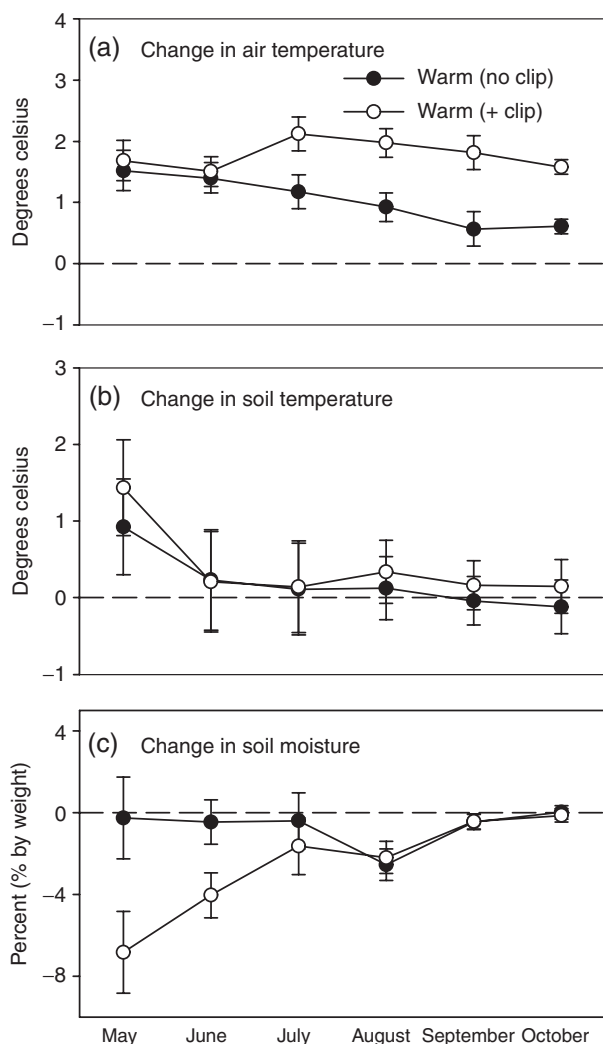 (a) Change in air temperature
Warm (no clip)
Warm (+ clip)
Degrees celsius
4
3
2
1
0
−1
(b) Change in soil temperature
Degrees celsius
3
2
1
0
−1
(c) Change in soil moisture
Percent (% by weight)
4
0
−4
−8
May June July August September October